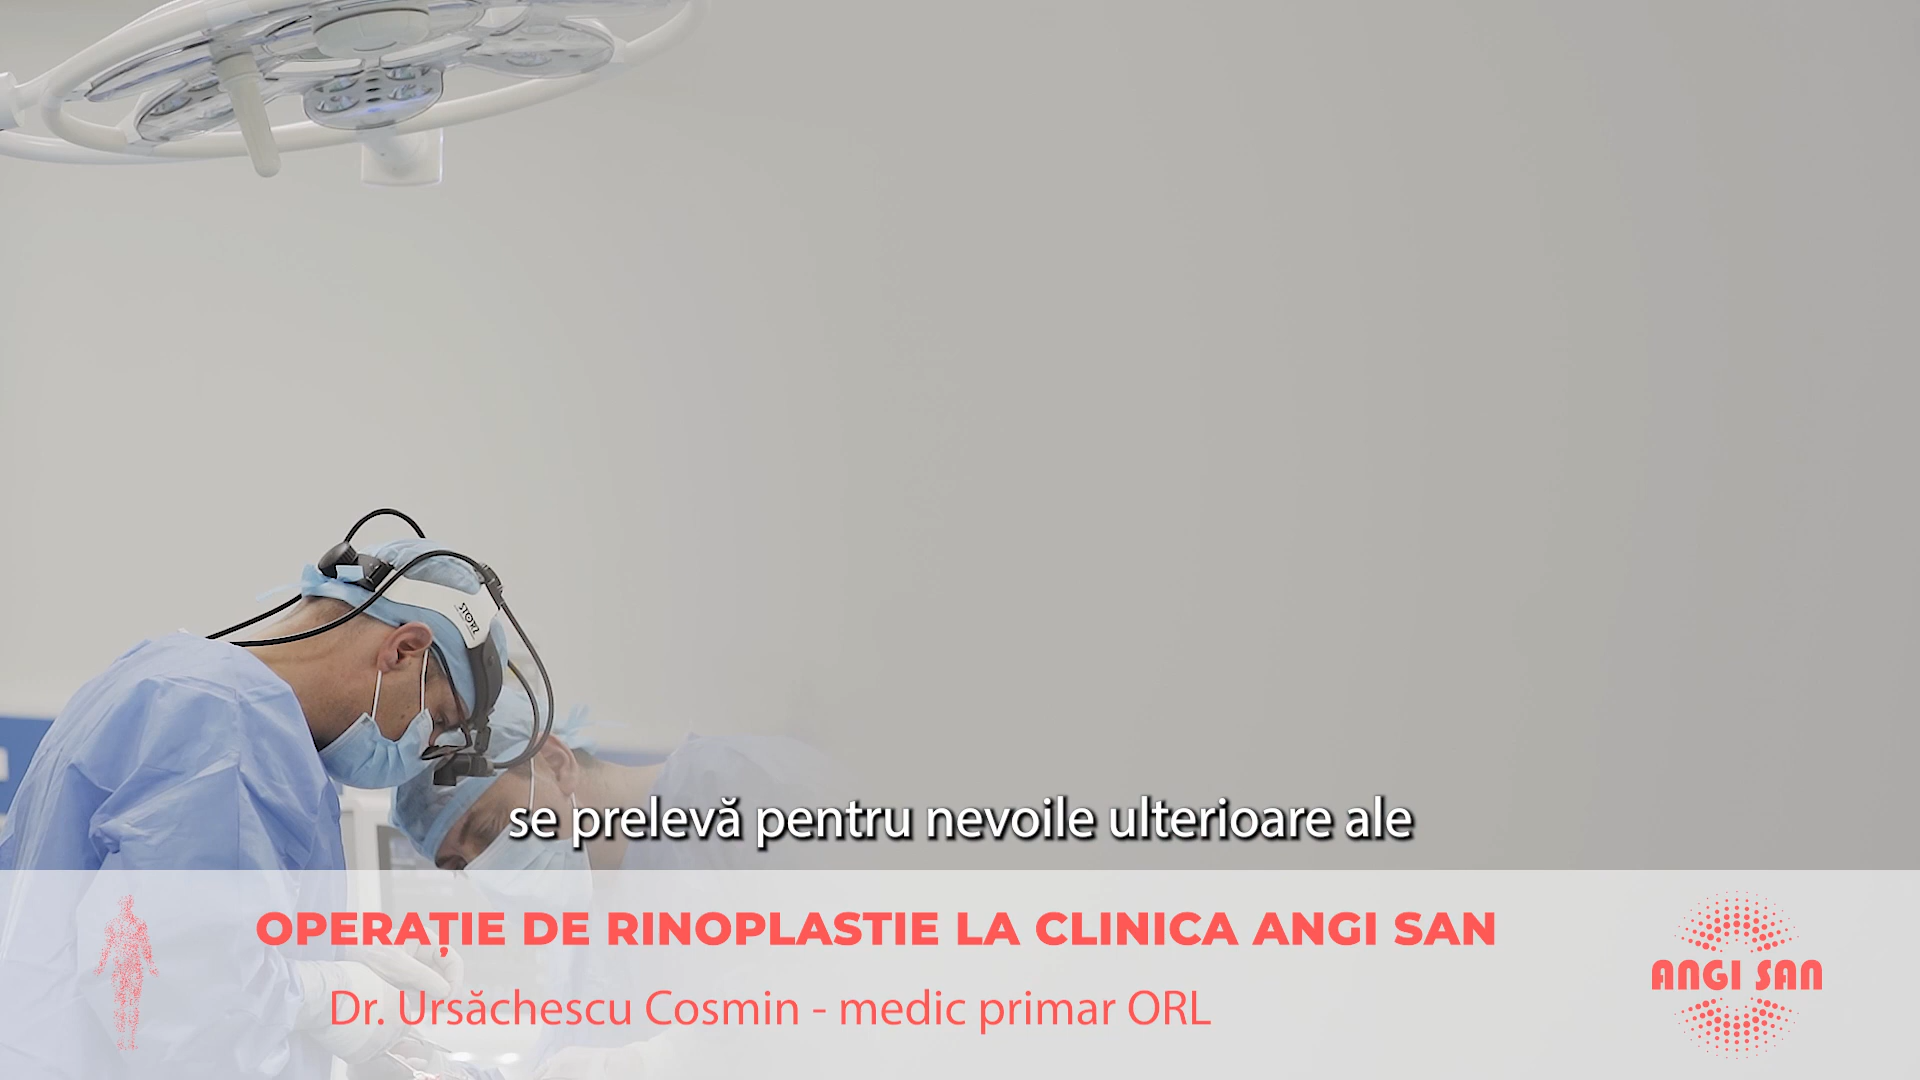 STORZ
se prelevă pentru nevoile ulterioare ale
OPERAȚIE DE RINOPLASTIE LA CLINICA ANGI SAN
Dr. Ursăchescu Cosmin - medic primar ORL
ANGI SAN